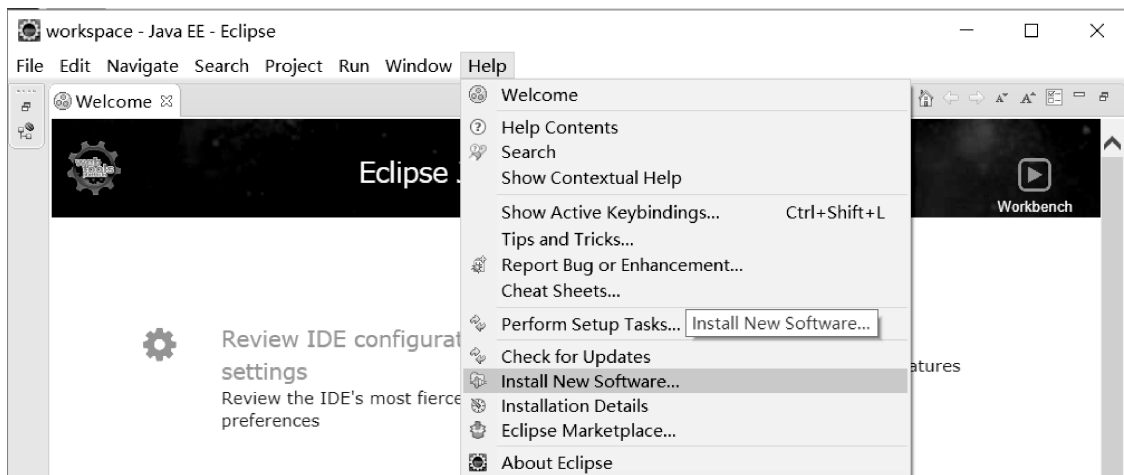 workspace - Java EE - Eclipse
File Edit Navigate Search Project Run Window Help
Welcome
Eclipse J
Workbench
Welcome
Help Contents
Search
Show Contextual Help
Show Active Keybindings... Ctrl+Shift+L
Tips and Tricks...
Report Bug or Enhancement...
Cheat Sheets...
Perform Setup Tasks...
Install New Software...
Check for Updates
Install New Software...
Installation Details
Eclipse Marketplace...
About Eclipse
Review IDE configurat
settings
Review the IDE's most fierce
preferences
atures